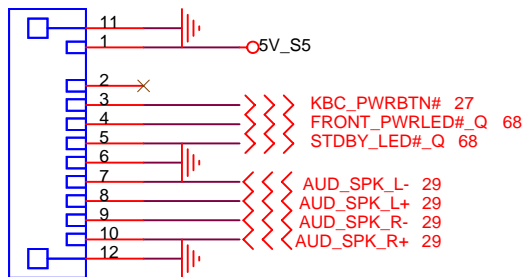 11
1 5V_S5
2
3 KBC_PWRBTN# 27
4 FRONT_PWRLED#_Q 68
5 STDBY_LED#_Q 68
6
7 AUD_SPK_L- 29
8 AUD_SPK_L+ 29
9 AUD_SPK_R- 29
10 AUD_SPK_R+ 29
12